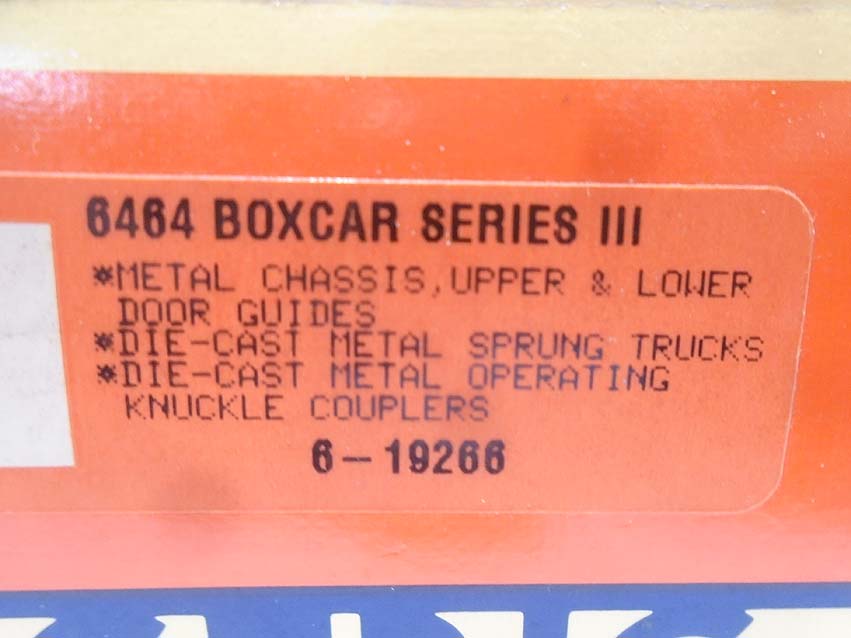 6464 BOXCAR SERIES III
*METAL CHASSIS, UPPER & LOWER
DOOR GUIDES
*DIE-CAST METAL SPRUNG TRUCKS
*DIE-CAST METAL OPERATING
KNUCKLE COUPLERS
6-19266